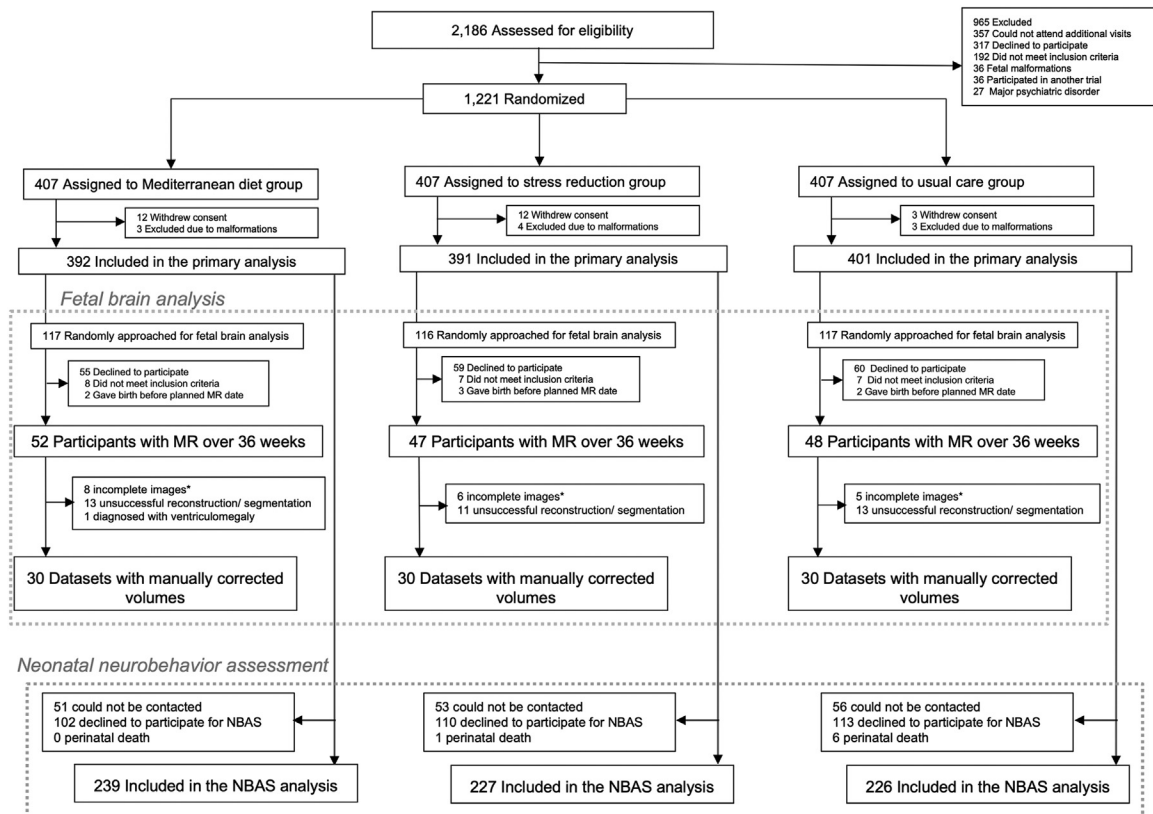 2,186 Assessed for eligibility
965 Excluded
357 Could not attend additional visits
317 Declined to participate
192 Did not meet inclusion criteria
36 Fetal malformations
36 Participated in another trial
27 Major psychiatric disorder
1,221 Randomized
407 Assigned to Mediterranean diet group
407 Assigned to stress reduction group
407 Assigned to usual care group
12 Withdrew consent
3 Excluded due to malformations
12 Withdrew consent
4 Excluded due to malformations
3 Withdrew consent
3 Excluded due to malformations
392 Included in the primary analysis
391 Included in the primary analysis
401 Included in the primary analysis
Fetal brain analysis
117 Randomly approached for fetal brain analysis
116 Randomly approached for fetal brain analysis
117 Randomly approached for fetal brain analysis
55 Declined to participate
8 Did not meet inclusion criteria
2 Gave birth before planned MR date
59 Declined to participate
7 Did not meet inclusion criteria
3 Gave birth before planned MR date
60 Declined to participate
7 Did not meet inclusion criteria
2 Gave birth before planned MR date
52 Participants with MR over 36 weeks
47 Participants with MR over 36 weeks
48 Participants with MR over 36 weeks
8 incomplete images*
13 unsuccessful reconstruction/ segmentation
1 diagnosed with ventriculomegaly
6 incomplete images*
11 unsuccessful reconstruction/ segmentation
5 incomplete images*
13 unsuccessful reconstruction/ segmentation
30 Datasets with manually corrected
volumes
30 Datasets with manually corrected
volumes
30 Datasets with manually corrected
volumes
Neonatal neurobehavior assessment
51 could not be contacted
102 declined to participate for NBAS
0 perinatal death
53 could not be contacted
110 declined to participate for NBAS
1 perinatal death
56 could not be contacted
113 declined to participate for NBAS
6 perinatal death
239 Included in the NBAS analysis
227 Included in the NBAS analysis
226 Included in the NBAS analysis